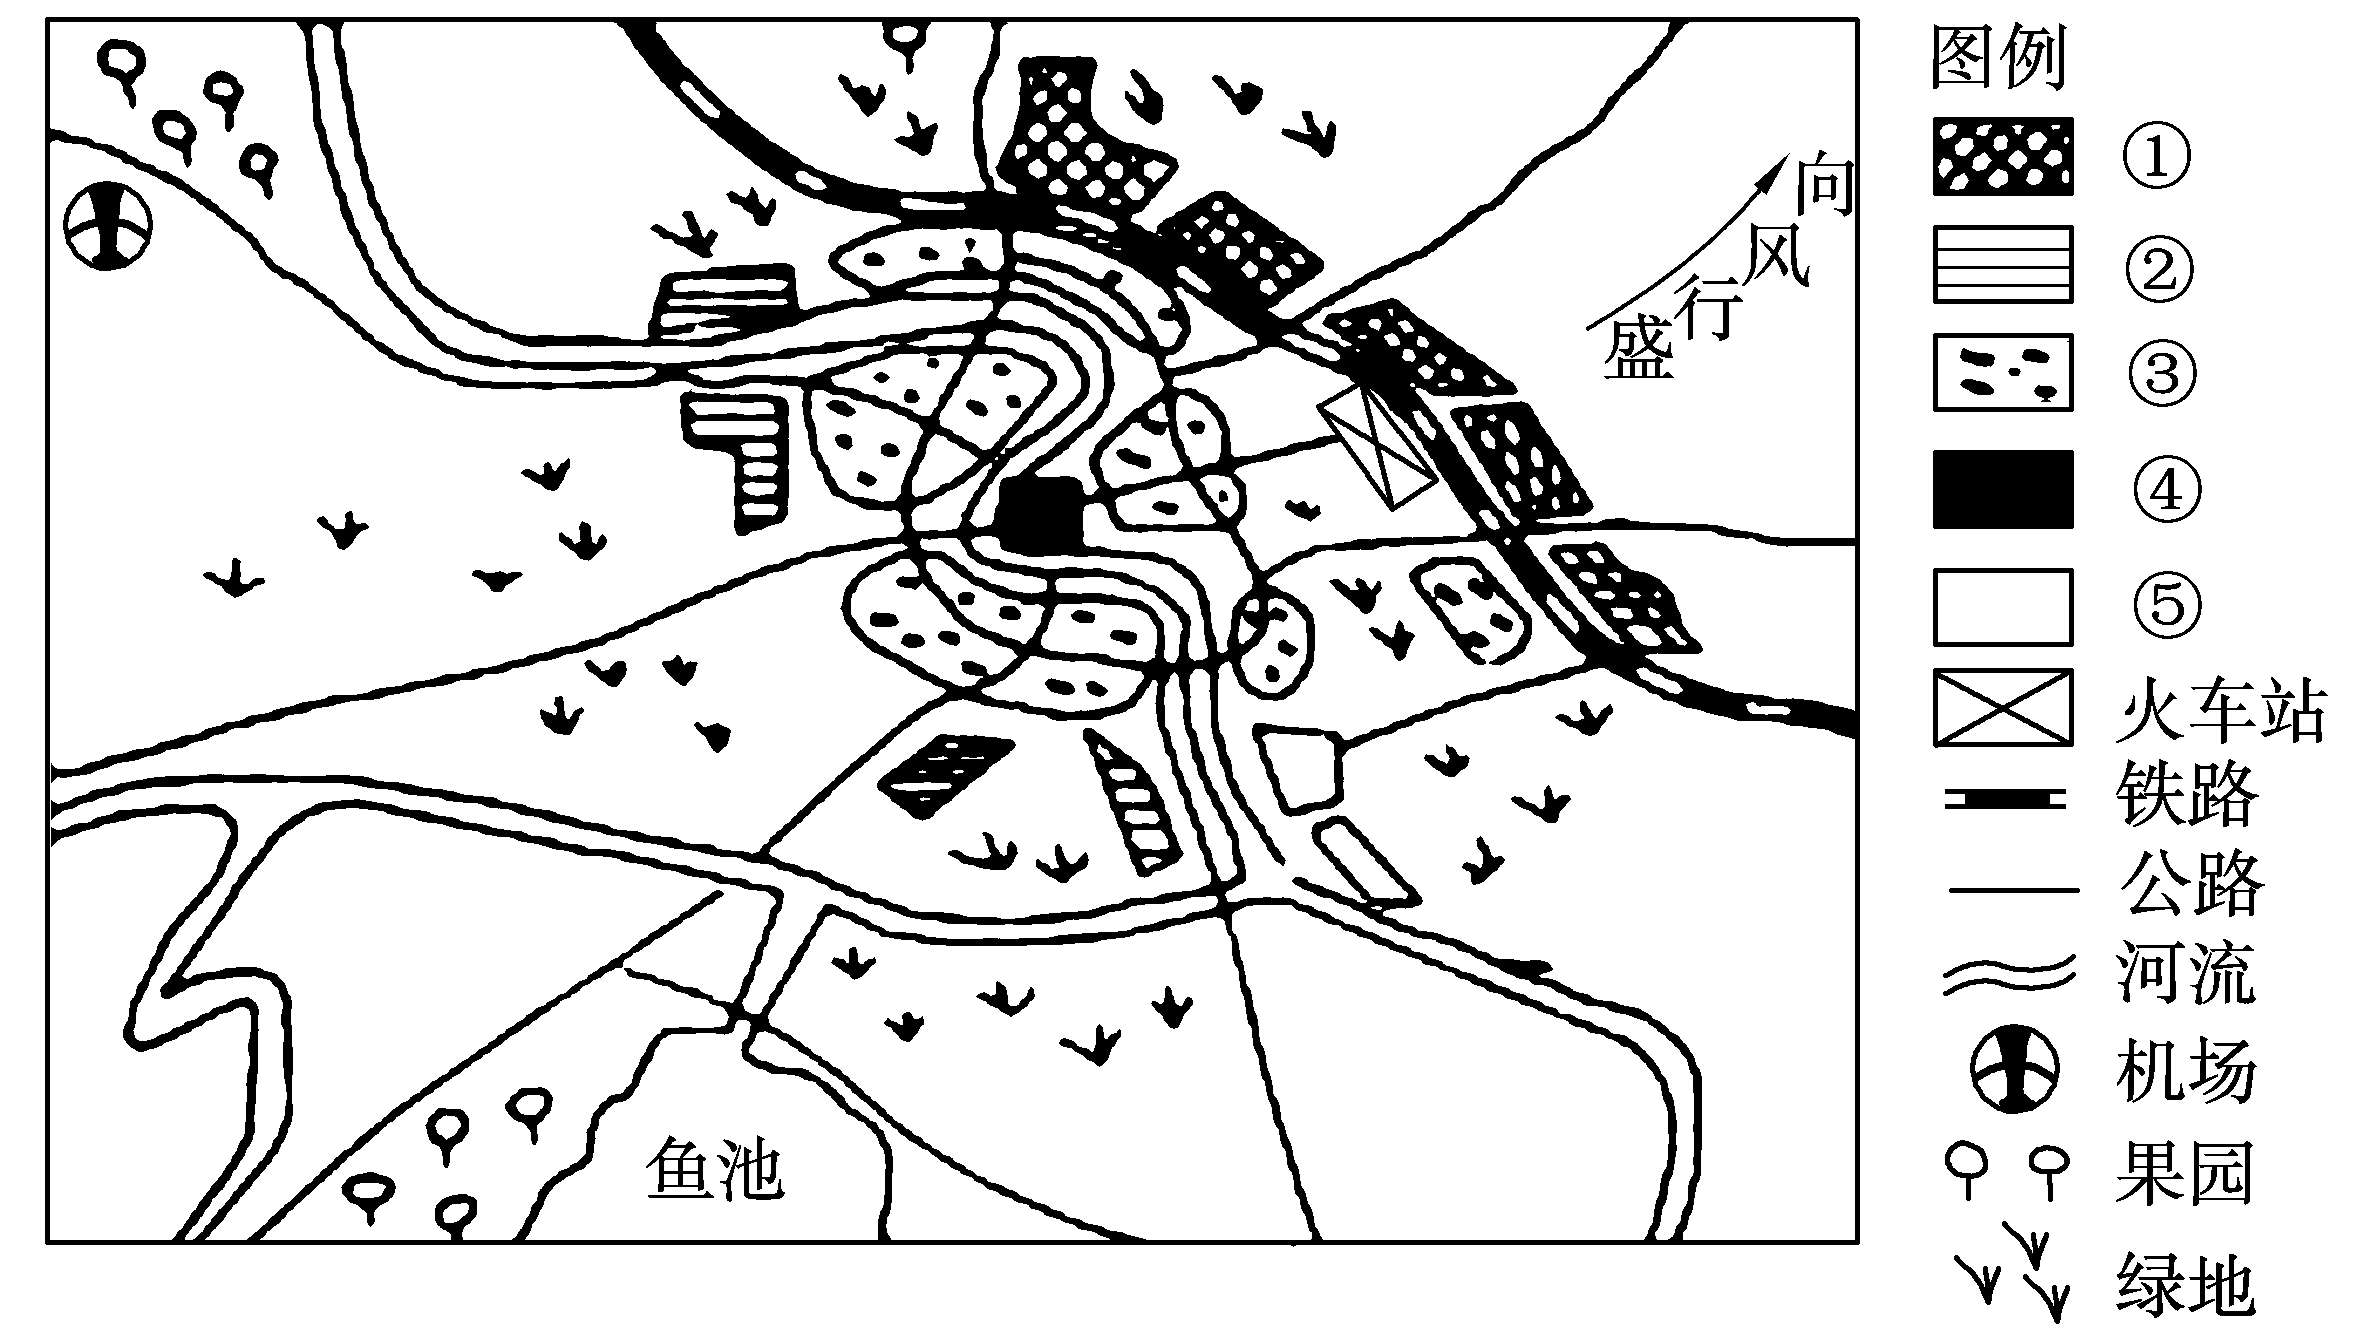 盛行风向
鱼池
图例
①
②
③
④
⑤
火车站
铁路
公路
河流
机场
果园
绿地